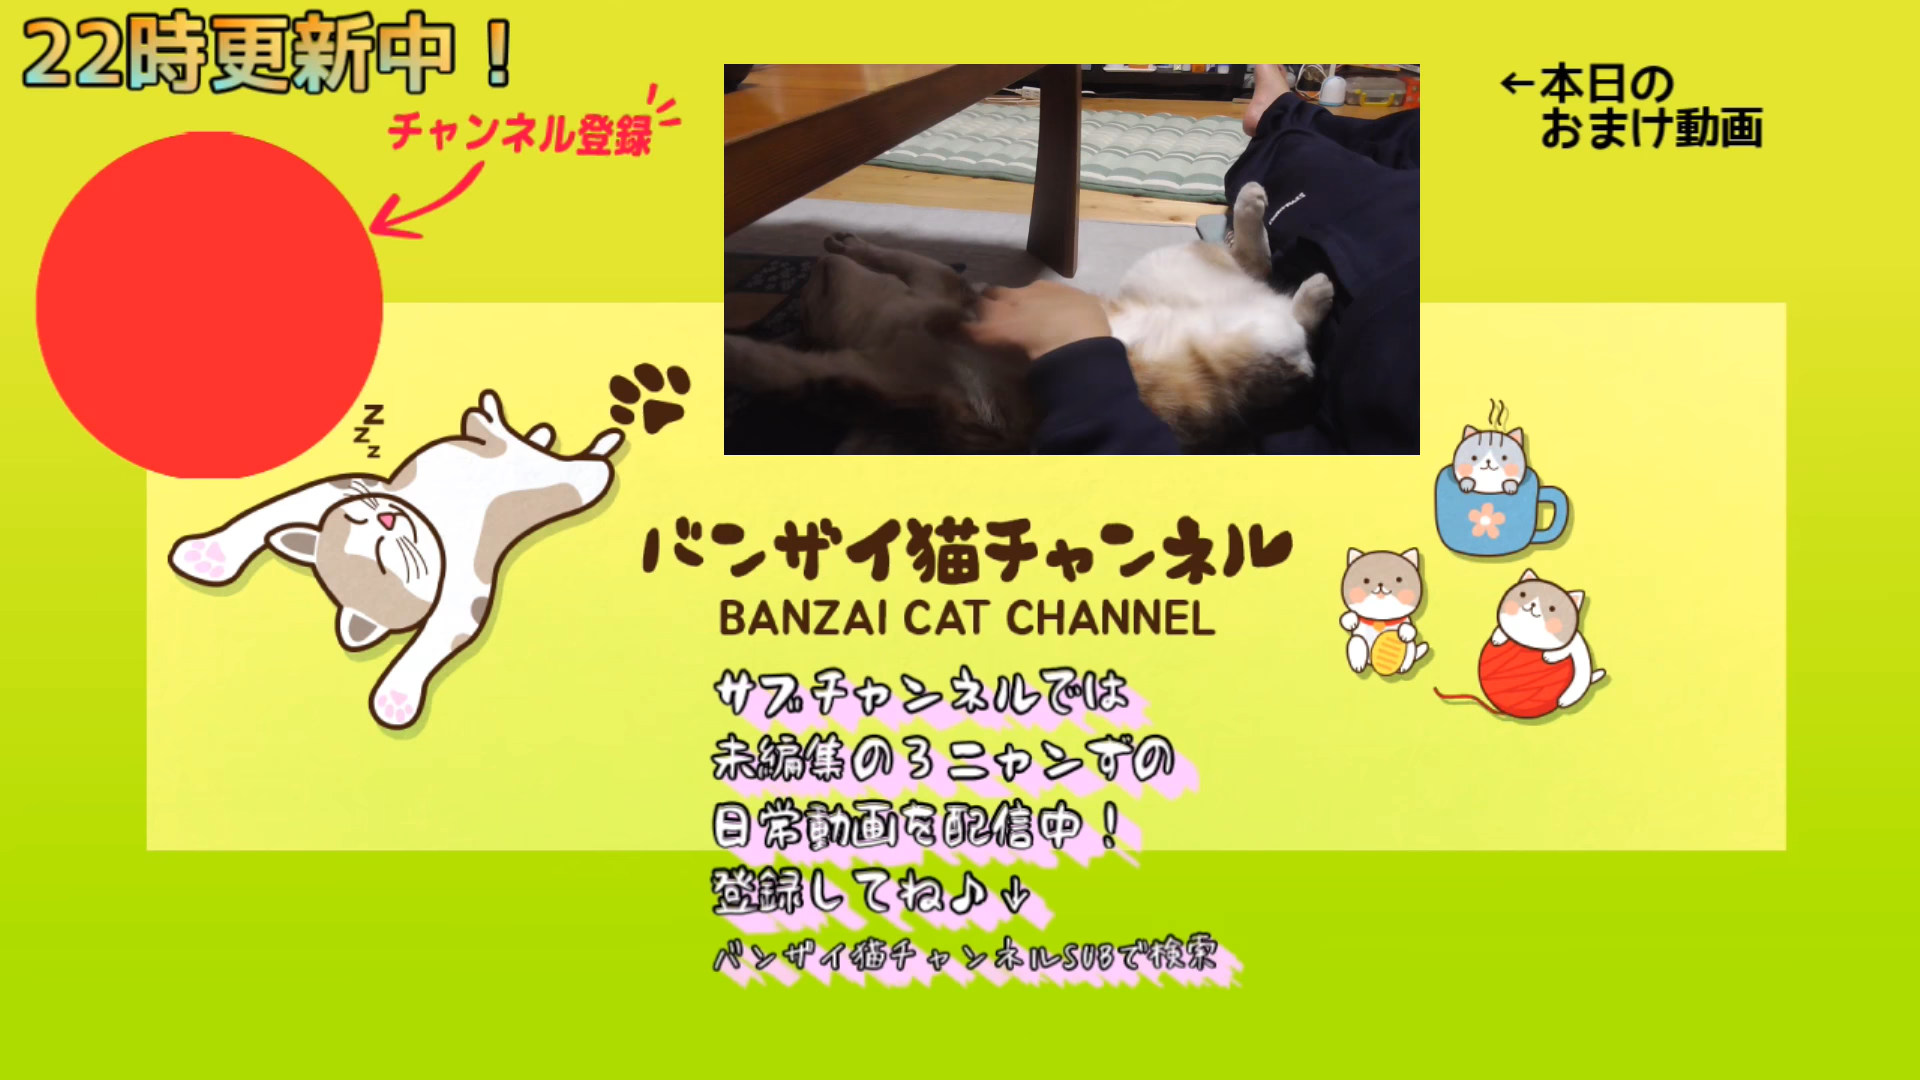 22時更新中！
チャンネル登録
←本日の
おまけ動画
z
z
z
バンザイ猫チャンネル
BANZAI CAT CHANNEL
サブチャンネルでは
未編集の3ニャンずの
日常動画を配信中！
登録してね♪↓
バンザイ猫チャンネルSUBで検索